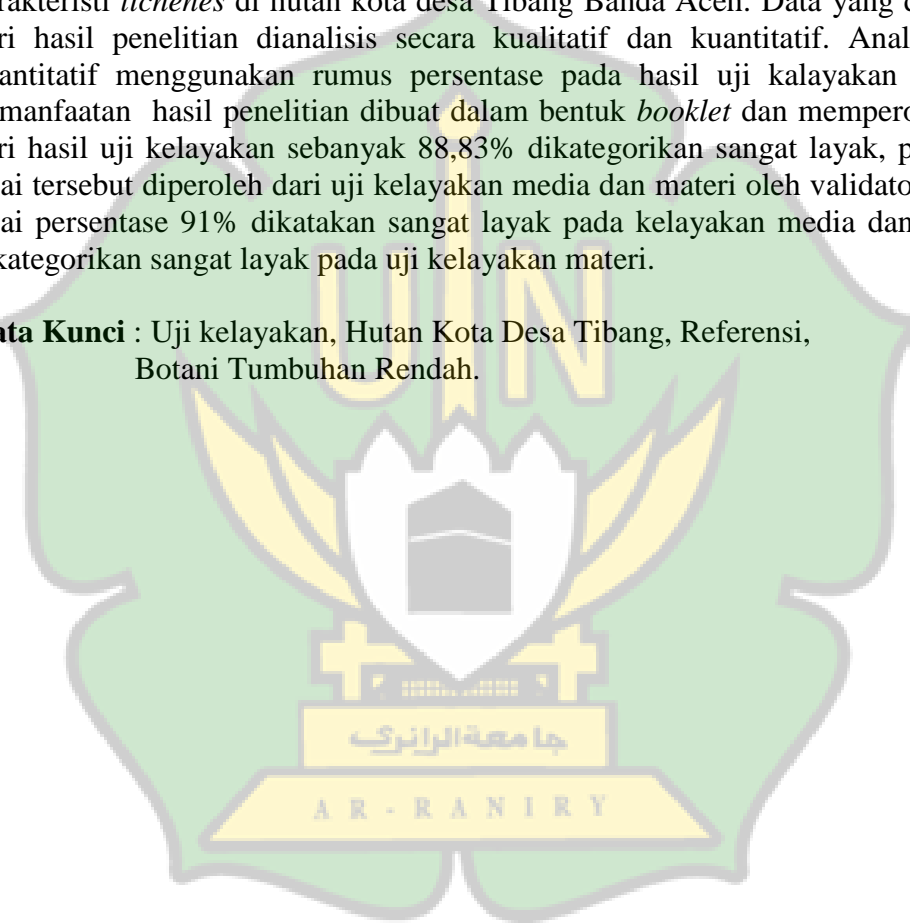 arakteristi lichenes di hutan kota desa Tibang Banda Aceh. Data yang d
ri hasil penelitian dianalisis secara kualitatif dan kuantitatif. Anal
antitatif menggunakan rumus persentase pada hasil uji kalayakan
manfaatan hasil penelitian dibuat dalam bentuk booklet dan mempero
ri hasil uji kelayakan sebanyak 88,83% dikategorikan sangat layak, p
ai tersebut diperoleh dari uji kelayakan media dan materi oleh validato
ai persentase 91% dikatakan sangat layak pada kelayakan media dan
kategorikan sangat layak pada uji kelayakan materi.
ata Kunci : Uji kelayakan, Hutan Kota Desa Tibang, Referensi,
Botani Tumbuhan Rendah.
UIN
جامعة الرانري
AR-RANIRY